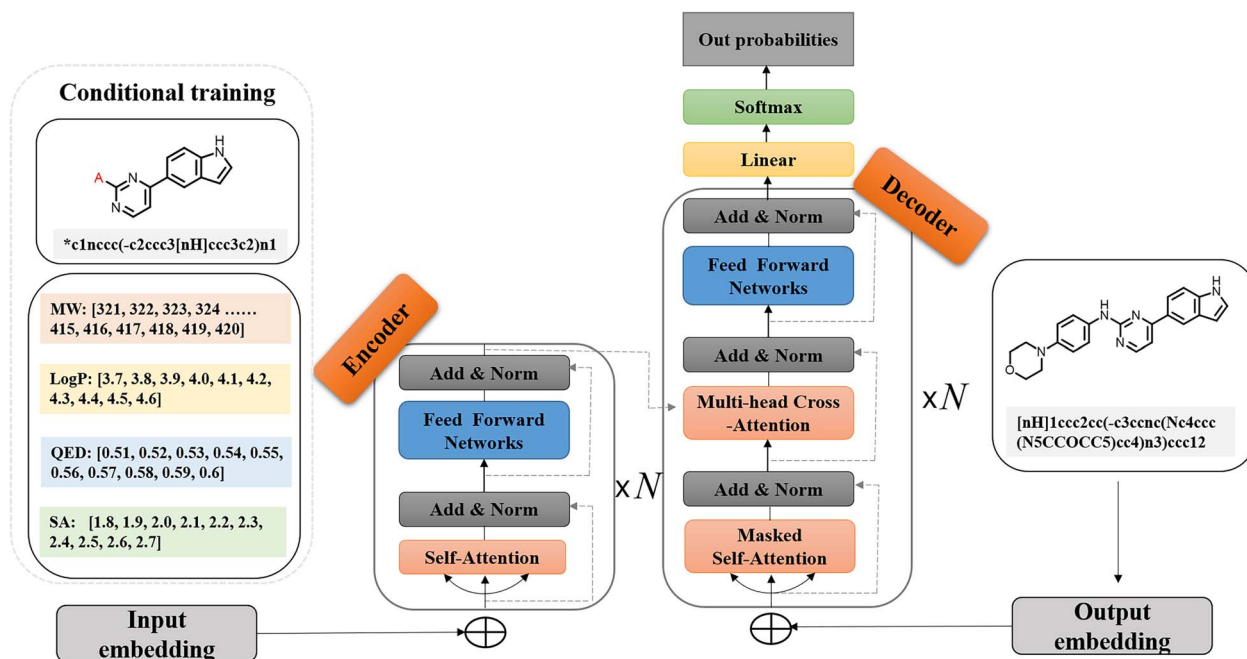 Conditional training
H
N
A
N
N
*c1nccc(-c2ccc3[nH]ccc3c2)n1
MW: [321, 322, 323, 324 ......
415, 416, 417, 418, 419, 420]
LogP: [3.7, 3.8, 3.9, 4.0, 4.1, 4.2,
4.3, 4.4, 4.5, 4.6]
QED: [0.51, 0.52, 0.53, 0.54, 0.55,
0.56, 0.57, 0.58, 0.59, 0.6]
SA: [1.8, 1.9, 2.0, 2.1, 2.2, 2.3,
2.4, 2.5, 2.6, 2.7]
Input
embedding
Encoder
Add & Norm
Feed Forward
Networks
Add & Norm
Self-Attention
×N
Out probabilities
Softmax
Linear
Decoder
Add & Norm
Feed Forward
Networks
Add & Norm
Multi-head Cross
-Attention
Add & Norm
Masked
Self-Attention
×N
H
N
H
N
N
N
N
O
[nH]1ccc2cc(-c3ccnc(Nc4ccc
(N5CCOCC5)cc4)n3)ccc12
Output
embedding